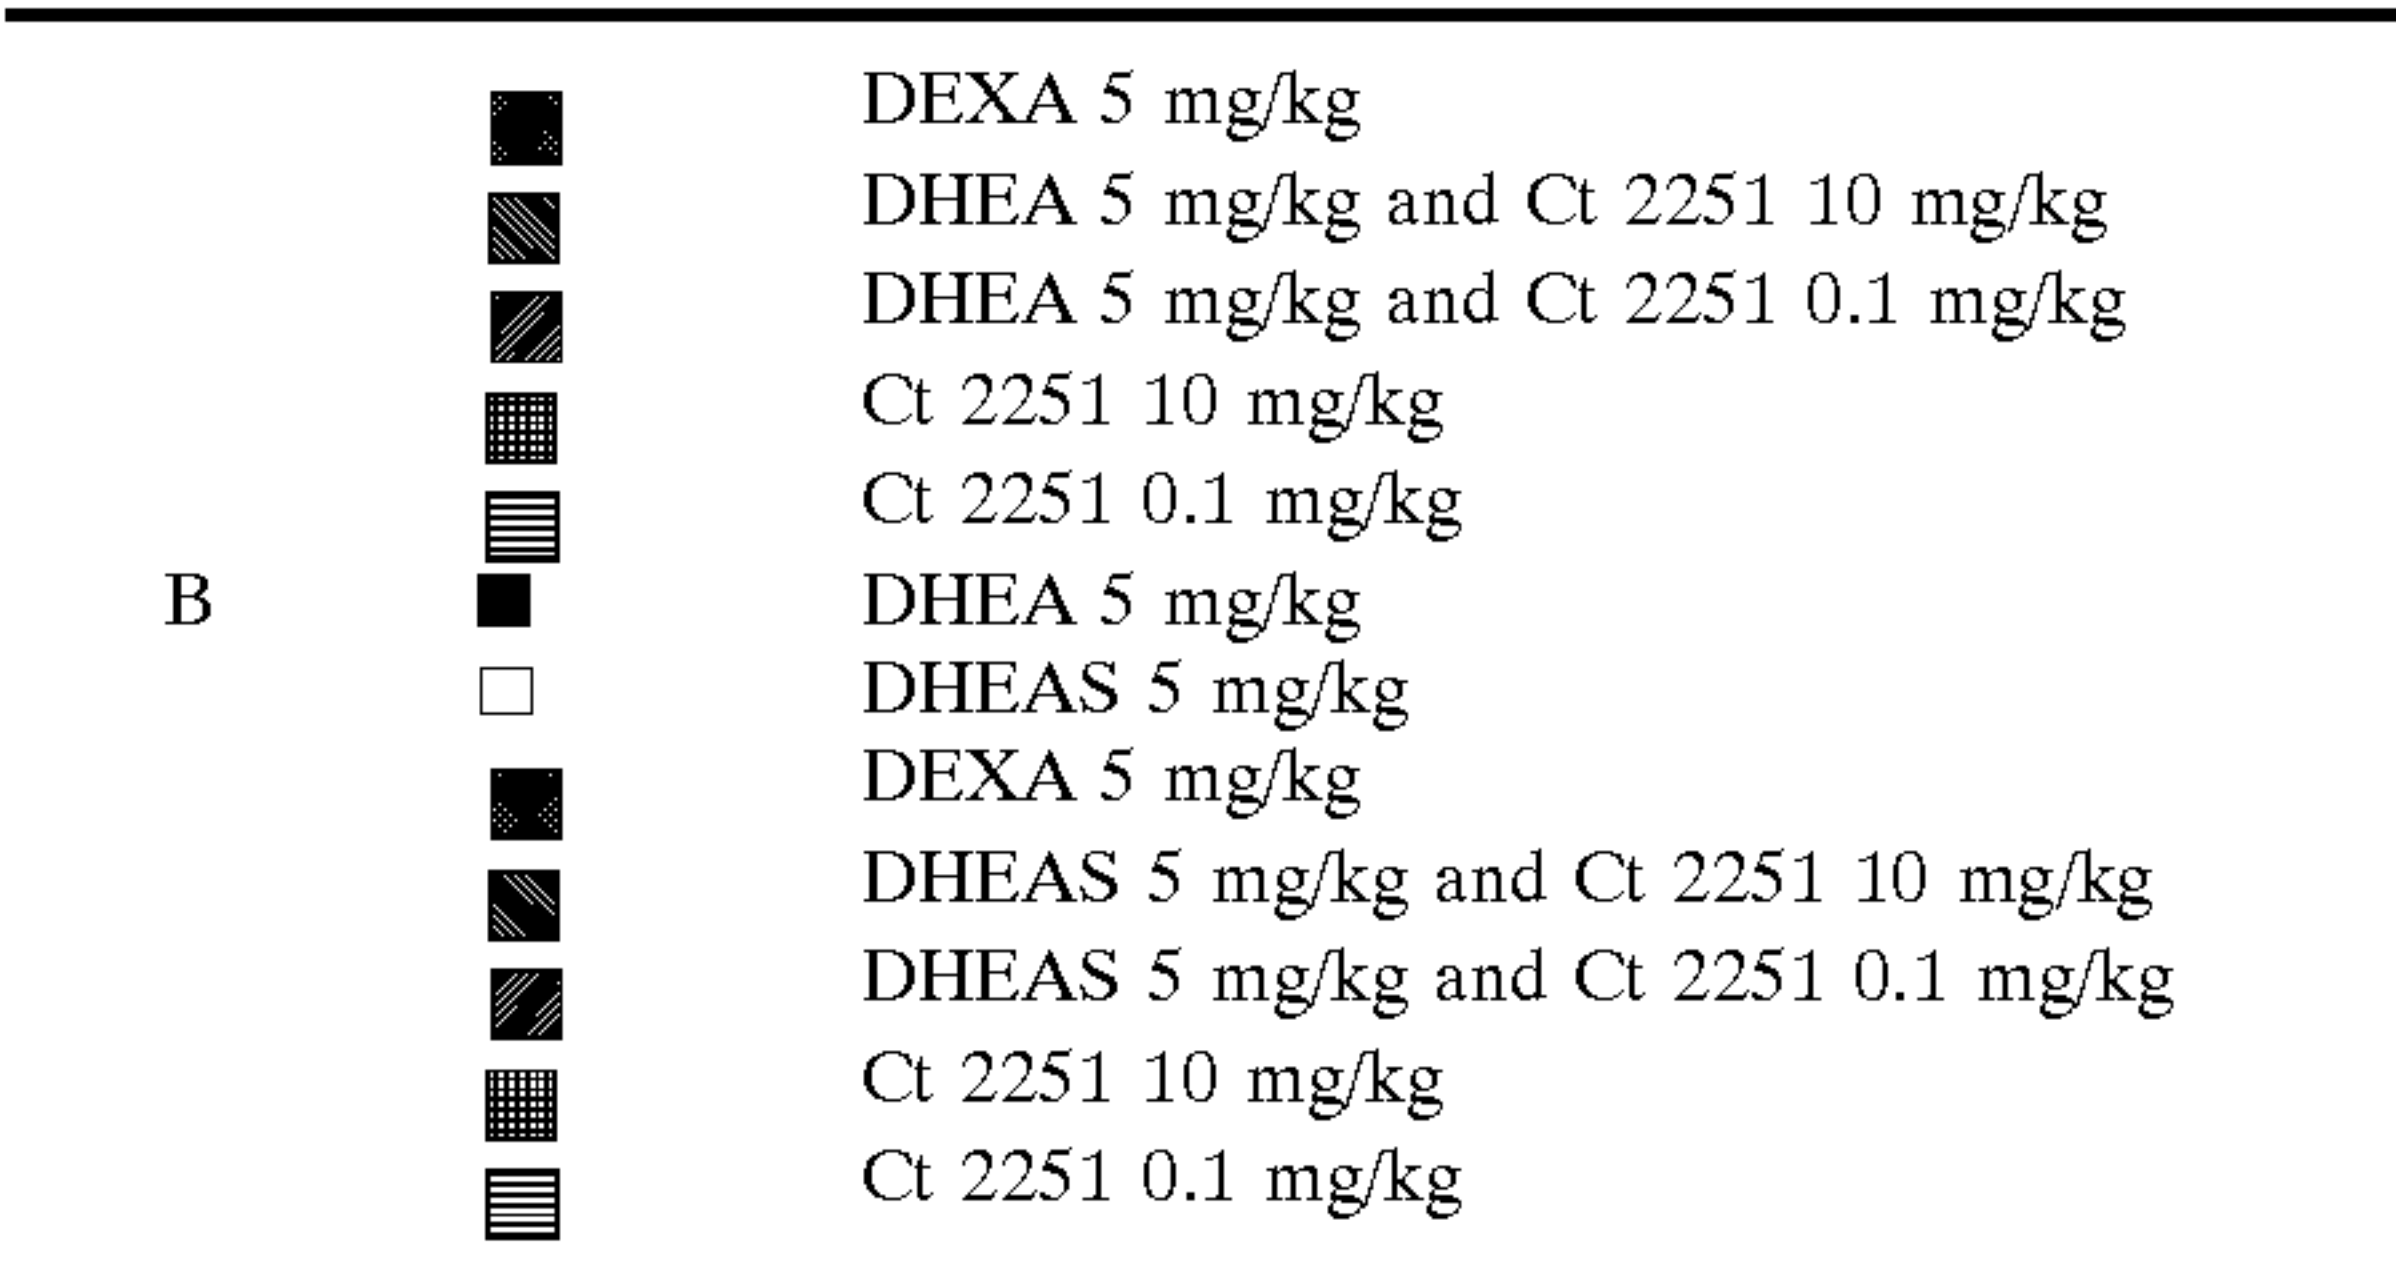 DEXA 5 mg/kg
DHEA 5 mg/kg and Ct 2251 10 mg/kg
DHEA 5 mg/kg and Ct 2251 0.1 mg/kg
Ct 2251 10 mg/kg
Ct 2251 0.1 mg/kg
B DHEA 5 mg/kg
DHEAS 5 mg/kg
DEXA 5 mg/kg
DHEAS 5 mg/kg and Ct 2251 10 mg/kg
DHEAS 5 mg/kg and Ct 2251 0.1 mg/kg
Ct 2251 10 mg/kg
Ct 2251 0.1 mg/kg